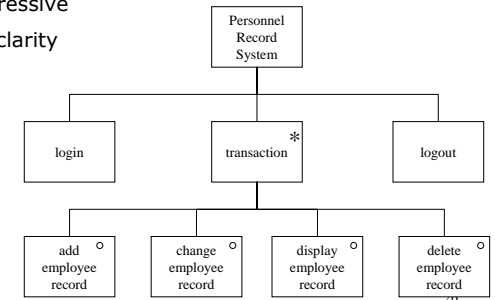 ressive
clarity
Personnel
Record
System
login
transaction *
logout
add
employee
record
change
employee
record
display
employee
record
delete
employee
record